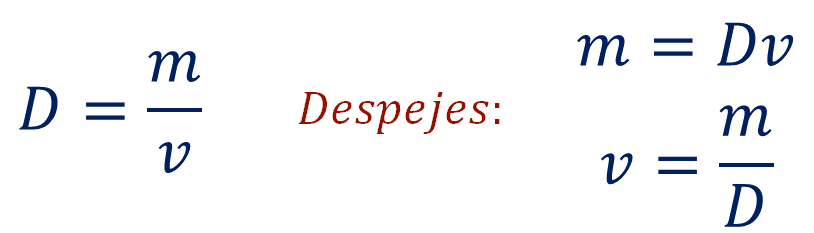 D = m/v
Despejes:
m = Dv
v = m/D